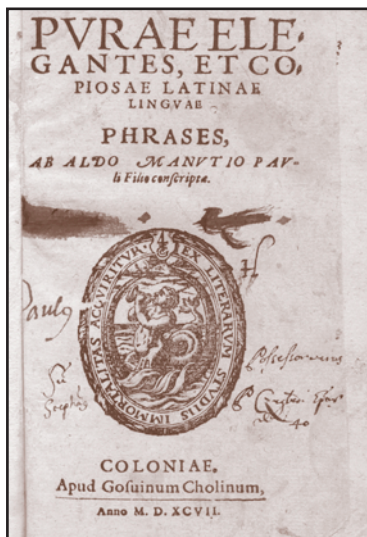 PVRAE ELE-
GANTES, ET CO-
PIOSAE LATINAE
LINGVAE
PHRASES,
AB ALDO MANVTIO PAV-
li Filio conscriptæ.
IMMORTALITAS ACQVIRITVR. EX LITERARVM STVDIIS
Paulus
COLONIAE,
Apud Gosuinum Cholinum,
Anno M. D. XCVII.